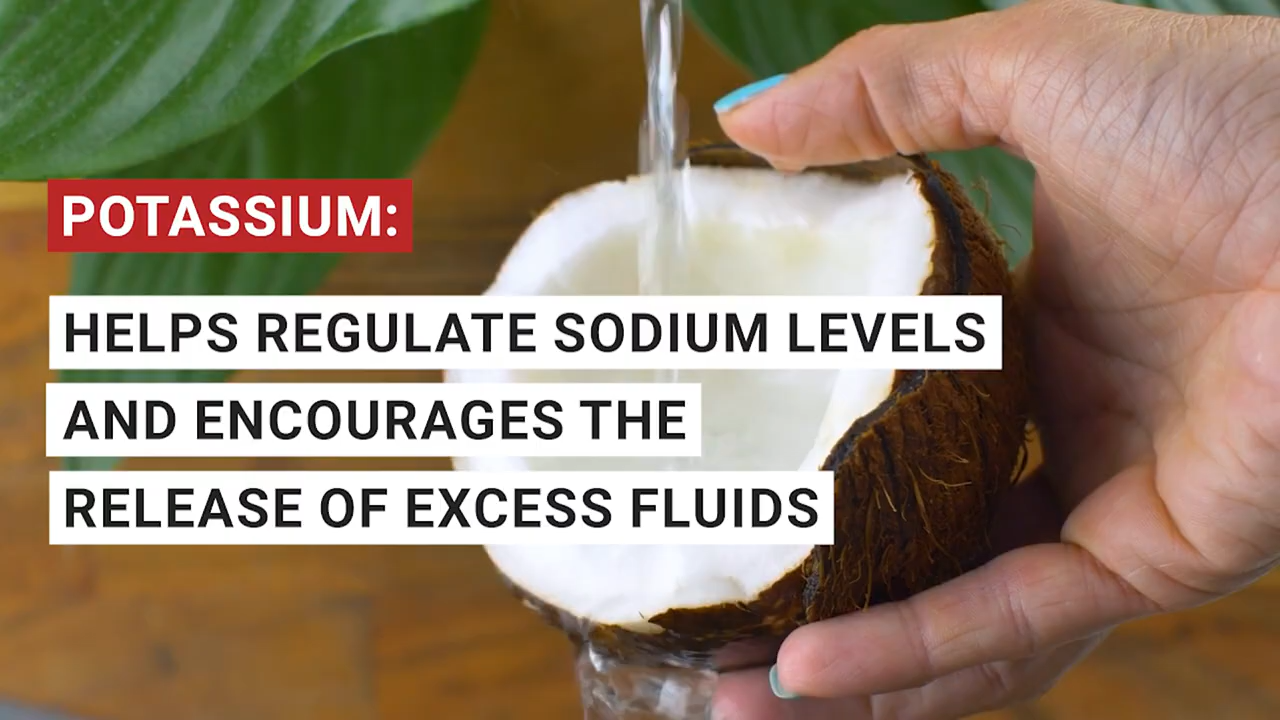 POTASSIUM:
HELPS REGULATE SODIUM LEVELS
AND ENCOURAGES THE
RELEASE OF EXCESS FLUIDS